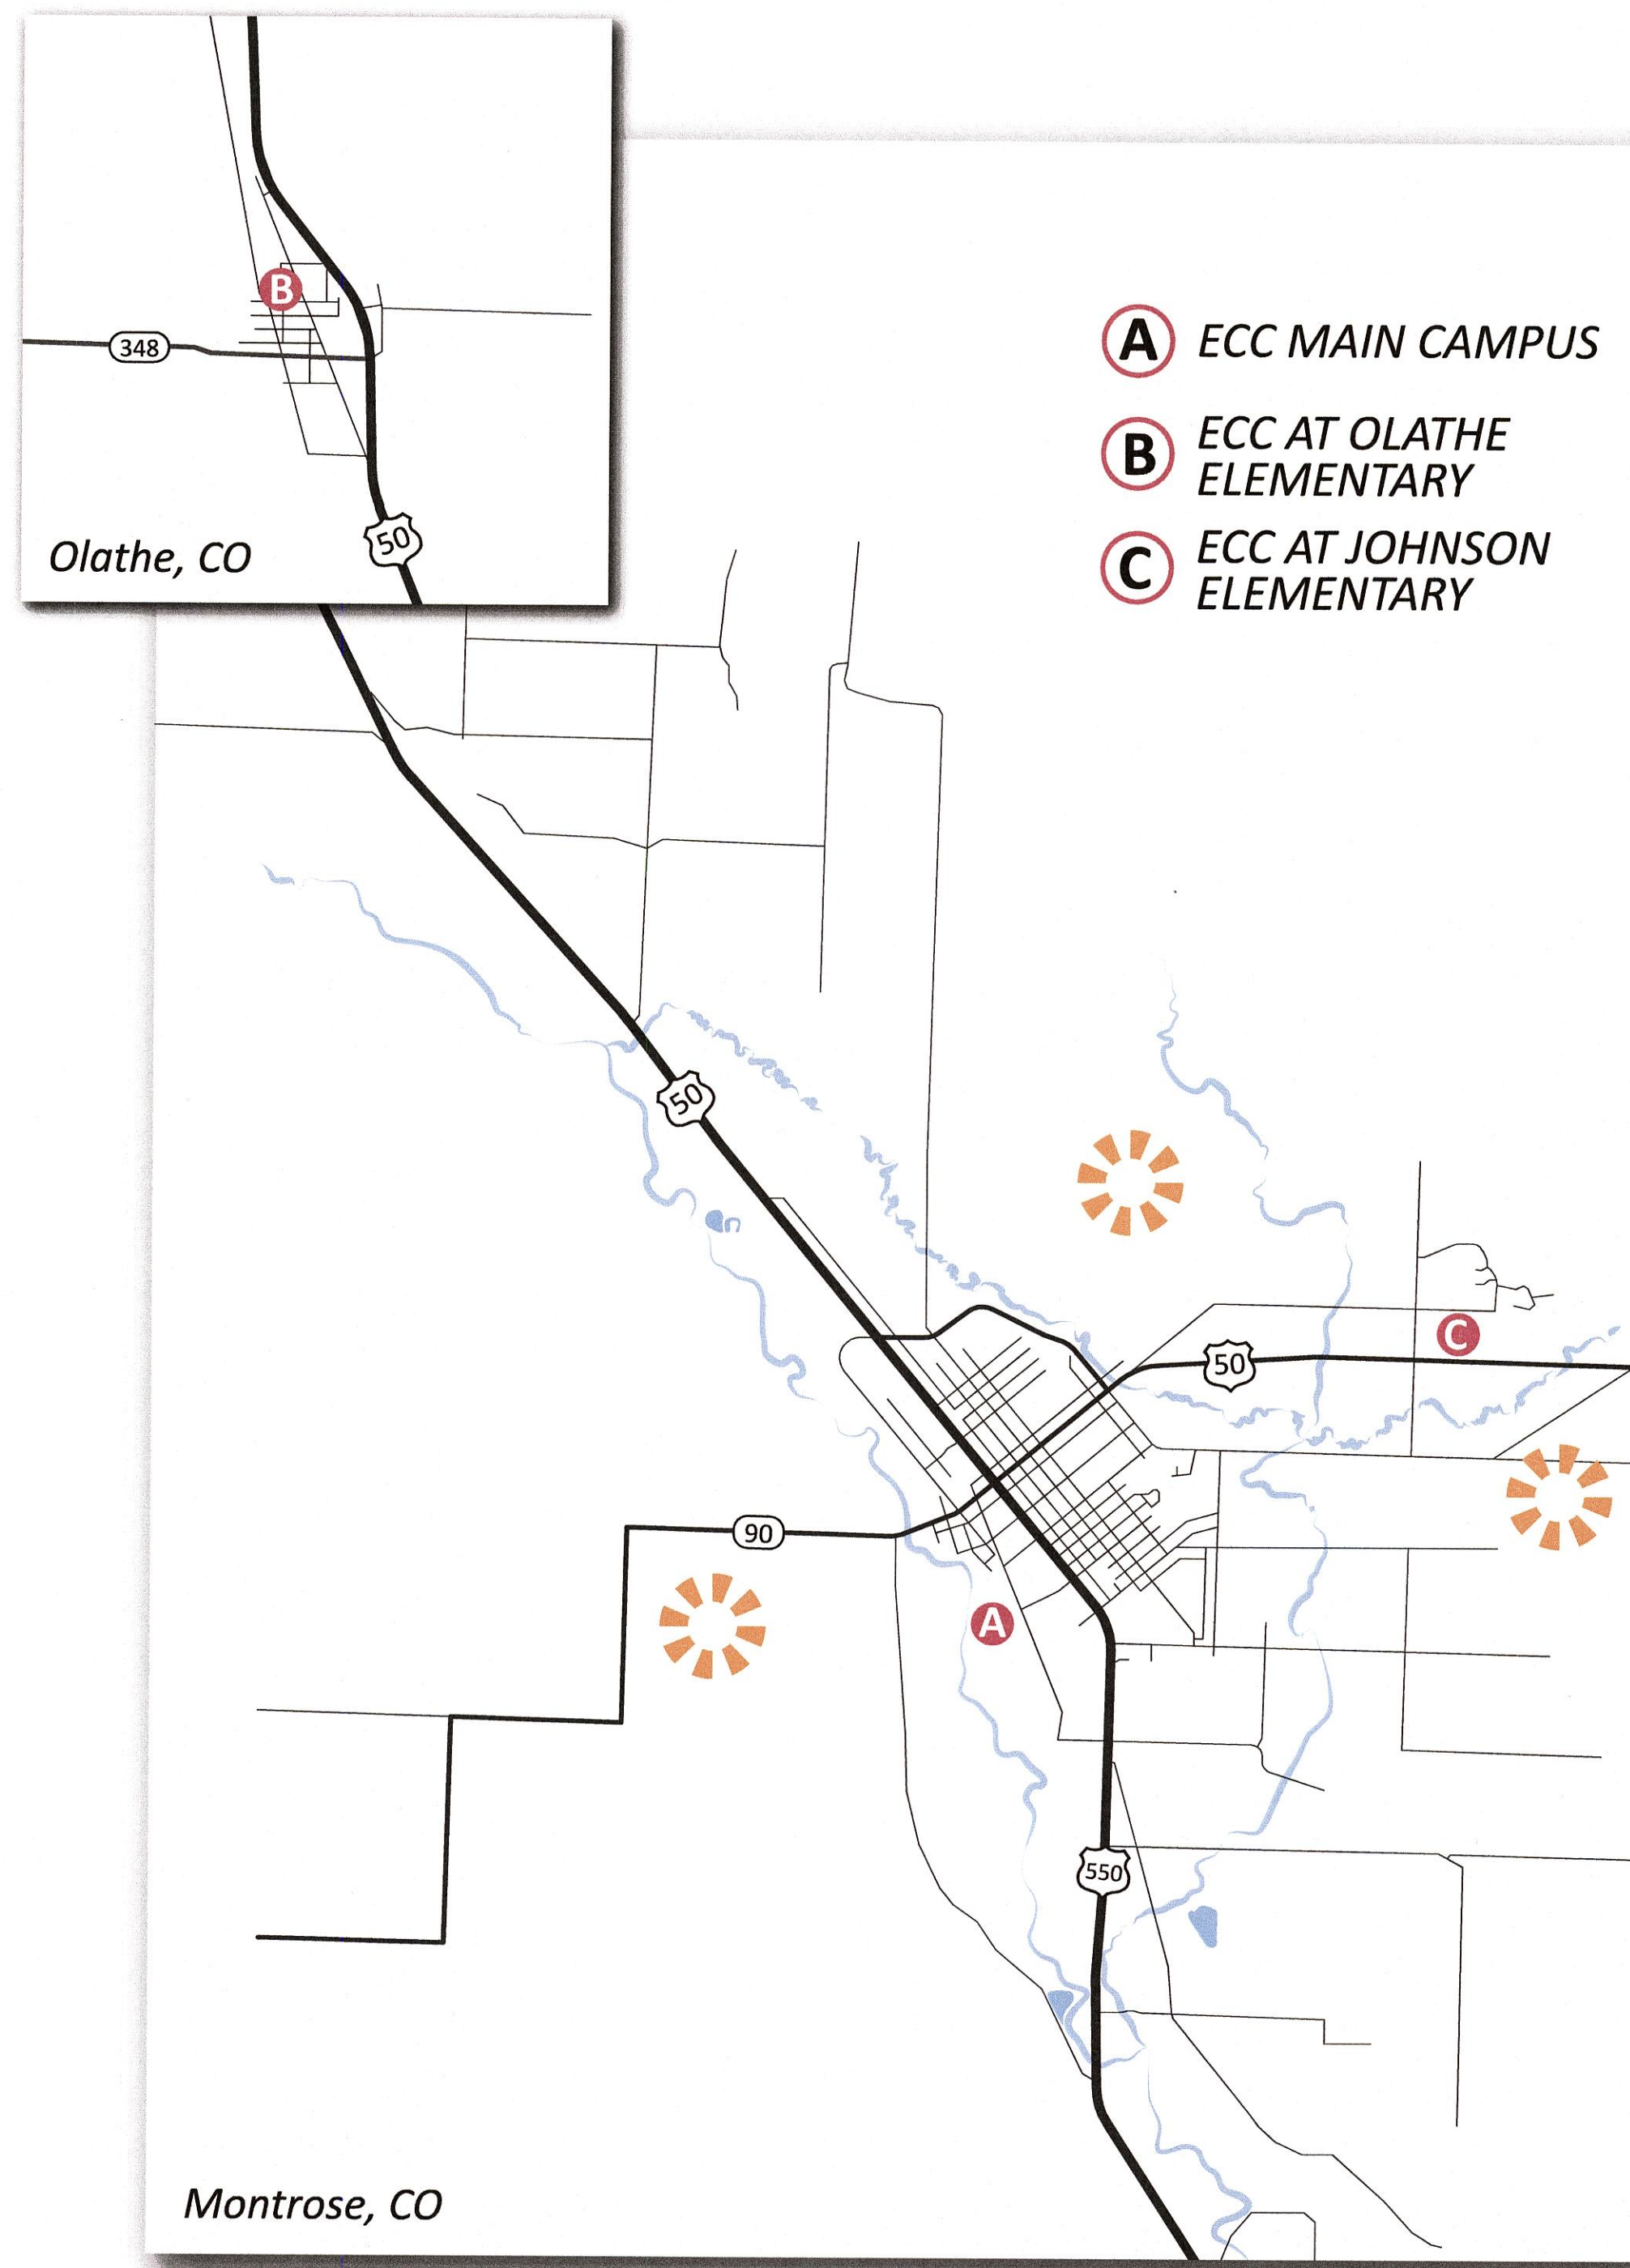 B
348
50
Olathe, CO
A ECC MAIN CAMPUS
B ECC AT OLATHE
ELEMENTARY
C ECC AT JOHNSON
ELEMENTARY
50
C
50
90
A
550
Montrose, CO